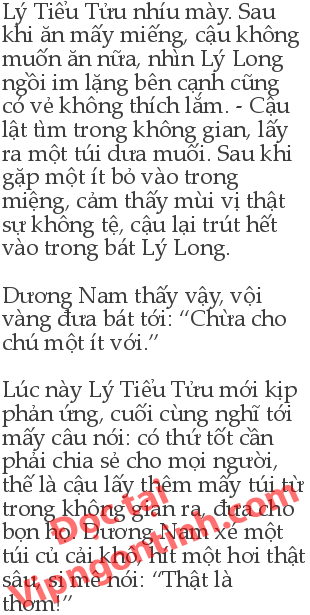 Lý Tiểu Tửu nhíu mày. Sau
khi ăn mấy miếng, cậu không
muốn ăn nữa, nhìn Lý Long
ngồi im lặng bên cạnh cũng
có vẻ không thích lắm. - Cậu
lật tìm trong không gian, lấy
ra một túi dưa muối. Sau khi
gặp một ít bỏ vào trong
miệng, cảm thấy mùi vị thật
sự không tệ, cậu lại trút hết
vào trong bát Lý Long.
Dương Nam thấy vậy, vội
vàng đưa bát tới: “Chừa cho
chú một ít với.”
Lúc này Lý Tiểu Tửu mới kịp
phản ứng, cuối cùng nghĩ tới
mấy câu nói: có thứ tốt cần
phải chia sẻ cho mọi người,
thế là cậu lấy thêm mấy túi từ
trong không gian ra, đưa cho
bọn họ. Dương Nam xé một
túi củ cải khô, hít một hơi thật
sâu, si mê nói: “Thật là
thơm!”
Đọc tại
Vipngontinh.com